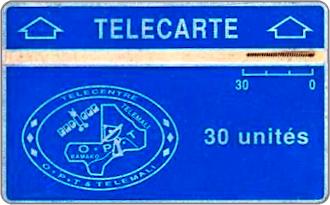 TELECARTE
30 0
30 unités
TELECENTRE
TELEMALI
O • P • T
BAMAKO
O • P • T & TELEMALI